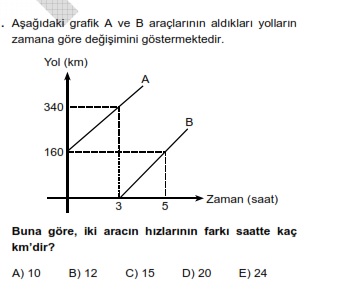 . Aşağıdaki grafik A ve B araçlarının aldıkları yolların
zamana göre değişimini göstermektedir.
Yol (km)
A
340
B
160
Zaman (saat)
3 5
Buna göre, iki aracın hızlarının farkı saatte kaç
km'dir?
A) 10 B) 12 C) 15 D) 20 E) 24